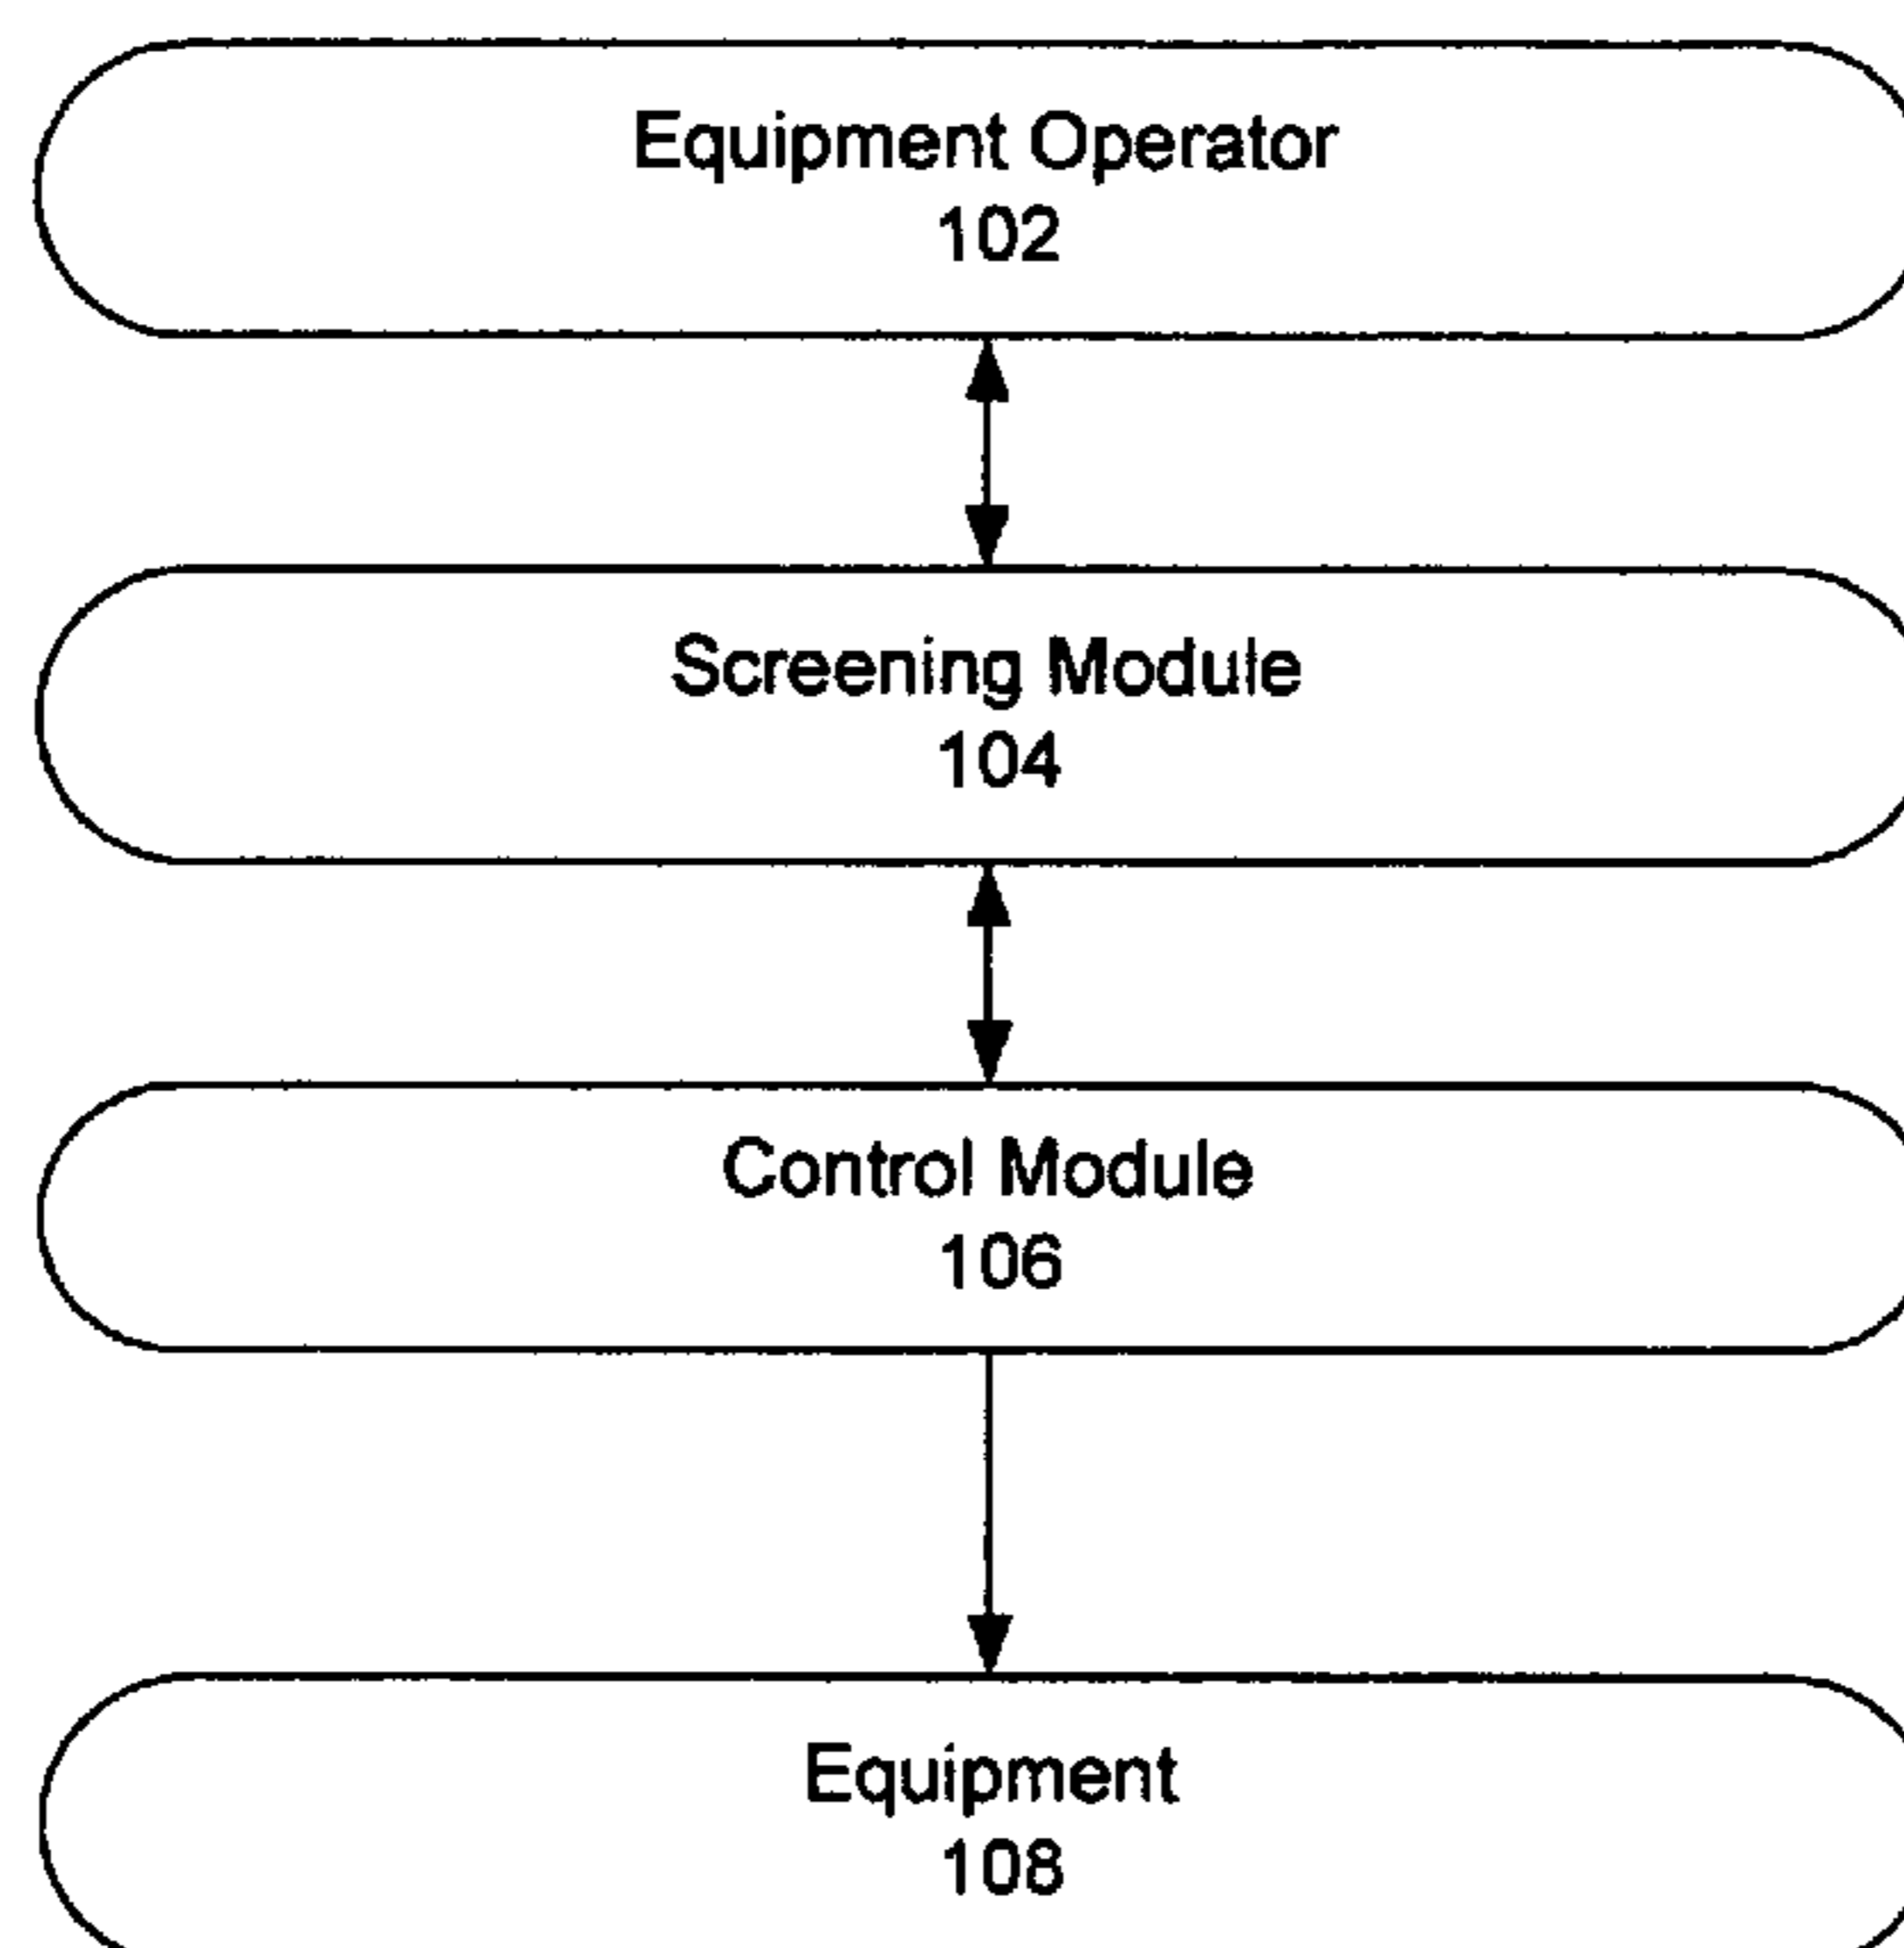 Equipment Operator
102
Screening Module
104
Control Module
106
Equipment
108